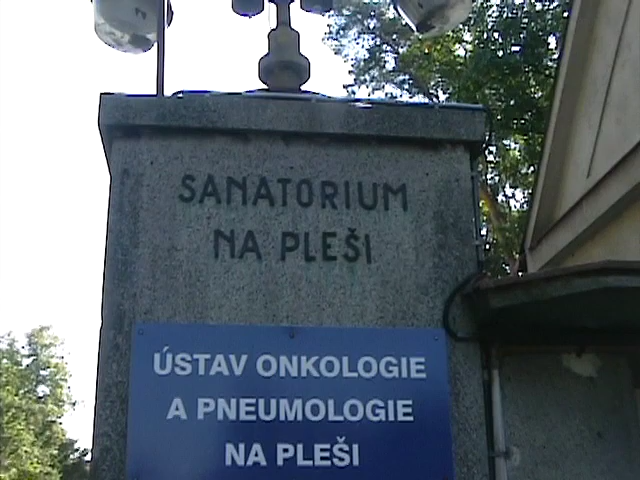 SANATORIUM
NA PLEŠI
ÚSTAV ONKOLOGIE
A PNEUMOLOGIE
NA PLEŠI